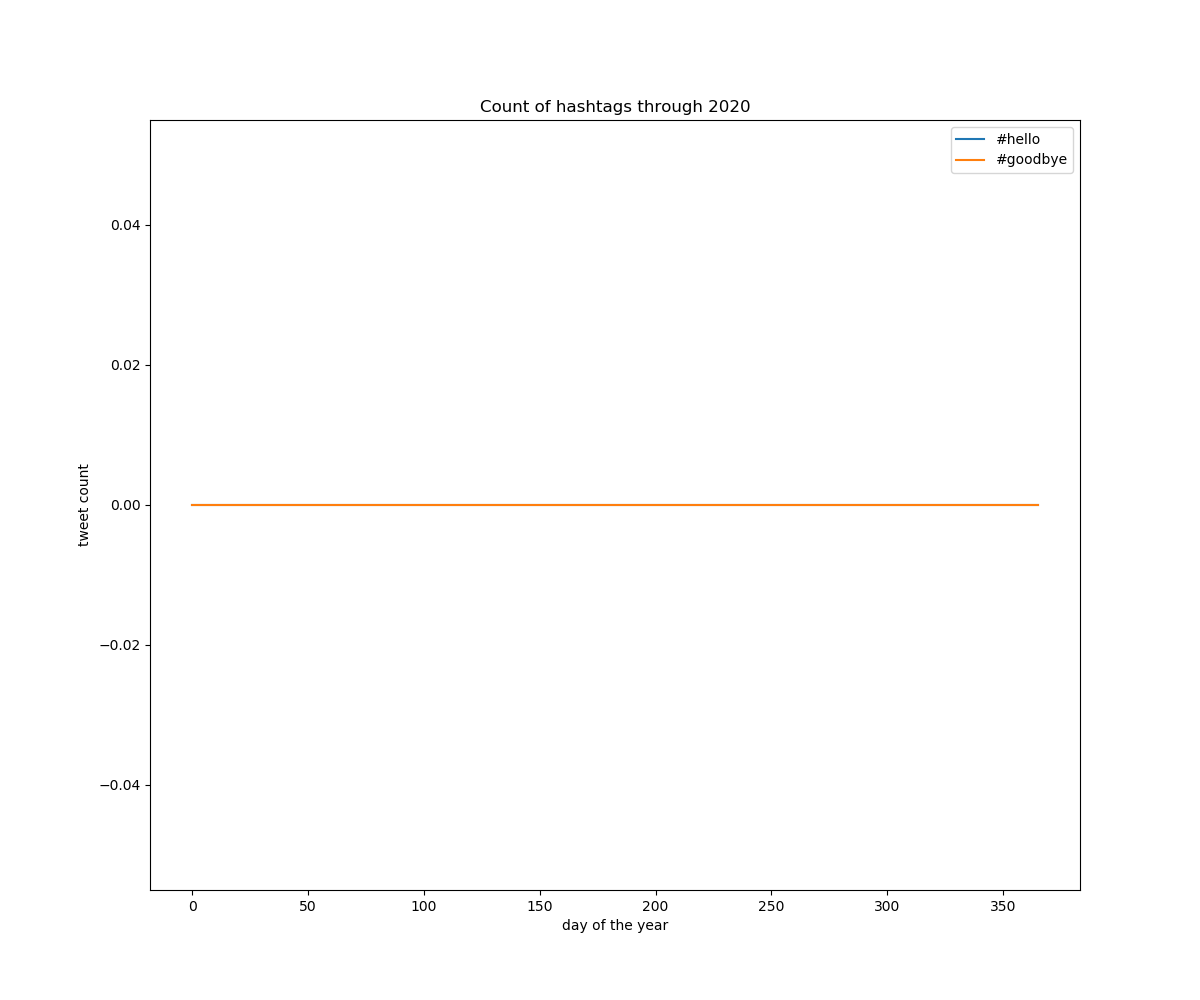 Count of hashtags through 2020
#hello
#goodbye
0.04
0.02
0.00
−0.02
−0.04
tweet count
0 50 100 150 200 250 300 350
day of the year